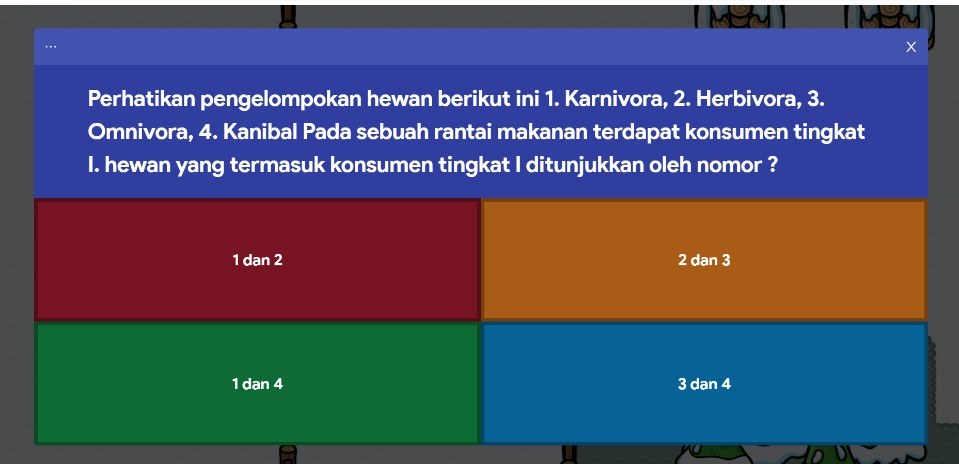 ...
X
Perhatikan pengelompokan hewan berikut ini 1. Karnivora, 2. Herbivora, 3.
Omnivora, 4. Kanibal Pada sebuah rantai makanan terdapat konsumen tingkat
I. hewan yang termasuk konsumen tingkat I ditunjukkan oleh nomor ?
1 dan 2
2 dan 3
1 dan 4
3 dan 4